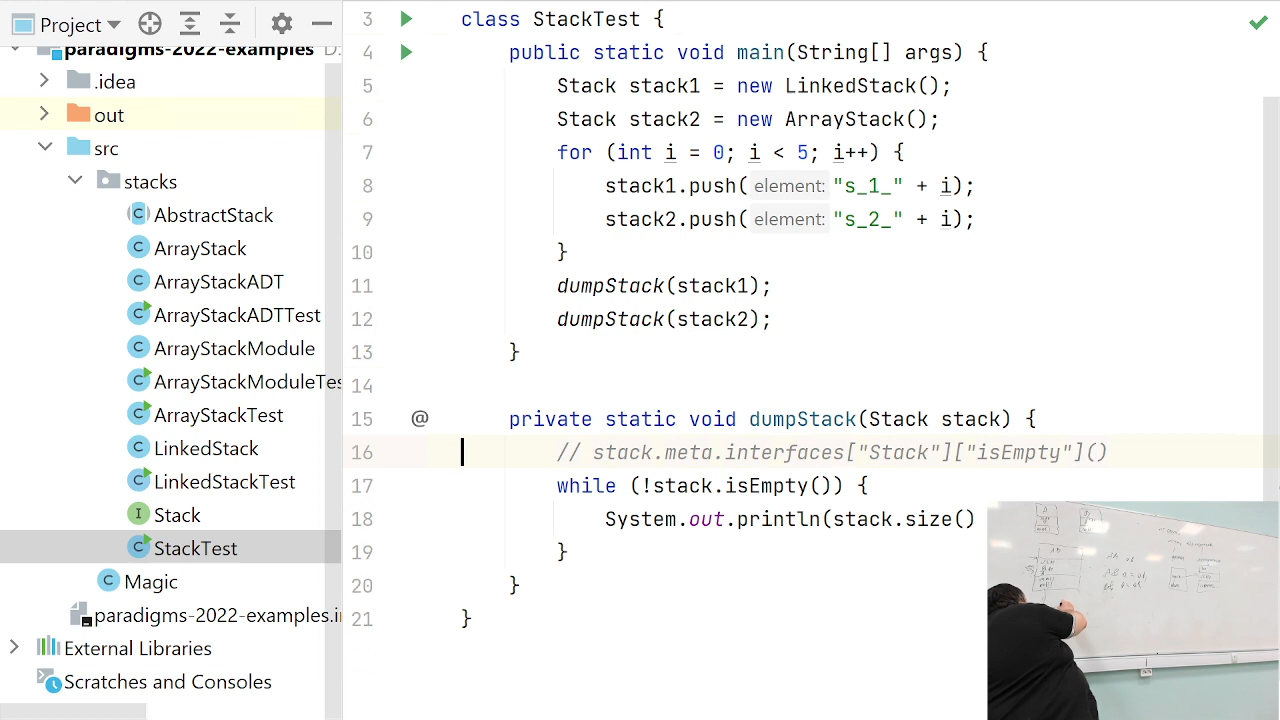 Project
paradigms-2022-examples
.idea
out
src
stacks
AbstractStack
ArrayStack
ArrayStackADT
ArrayStackADTTest
ArrayStackModule
ArrayStackModuleTes
ArrayStackTest
LinkedStack
LinkedStackTest
Stack
StackTest
Magic
paradigms-2022-examples.i
External Libraries
Scratches and Consoles
3 class StackTest {
4 public static void main(String[] args) {
5 Stack stack1 = new LinkedStack();
6 Stack stack2 = new ArrayStack();
7 for (int i = 0; i < 5; i++) {
8 stack1.push( element: "s_1_" + i);
9 stack2.push( element: "s_2_" + i);
10 }
11 dumpStack(stack1);
12 dumpStack(stack2);
13 }
14
15 @ private static void dumpStack(Stack stack) {
16 // stack.meta.interfaces["Stack"]["isEmpty"]()
17 while (!stack.isEmpty()) {
18 System.out.println(stack.size()
19 }
20 }
21 }